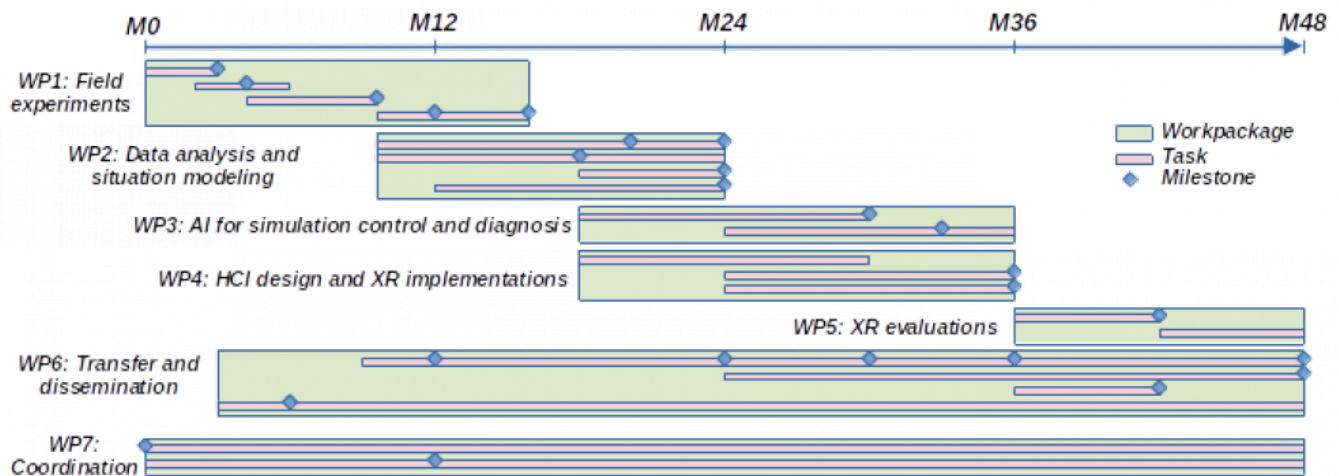 M0 M12 M24 M36 M48
WP1: Field
experiments
WP2: Data analysis and
situation modeling
Workpackage
Task
Milestone
WP3: AI for simulation control and diagnosis
WP4: HCI design and XR implementations
WP5: XR evaluations
WP6: Transfer and
dissemination
WP7:
Coordination